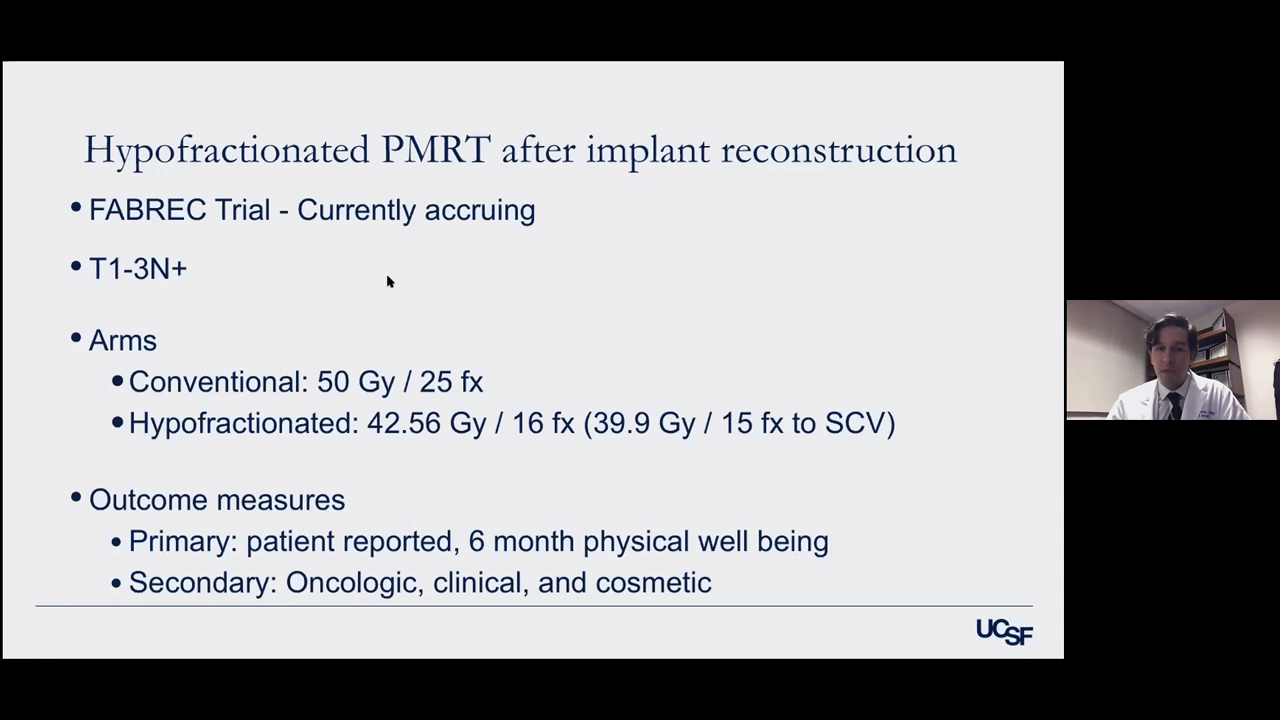 Hypofractionated PMRT after implant reconstruction
• FABREC Trial - Currently accruing
• T1-3N+
• Arms
• Conventional: 50 Gy / 25 fx
• Hypofractionated: 42.56 Gy / 16 fx (39.9 Gy / 15 fx to SCV)
• Outcome measures
• Primary: patient reported, 6 month physical well being
• Secondary: Oncologic, clinical, and cosmetic
UCSF